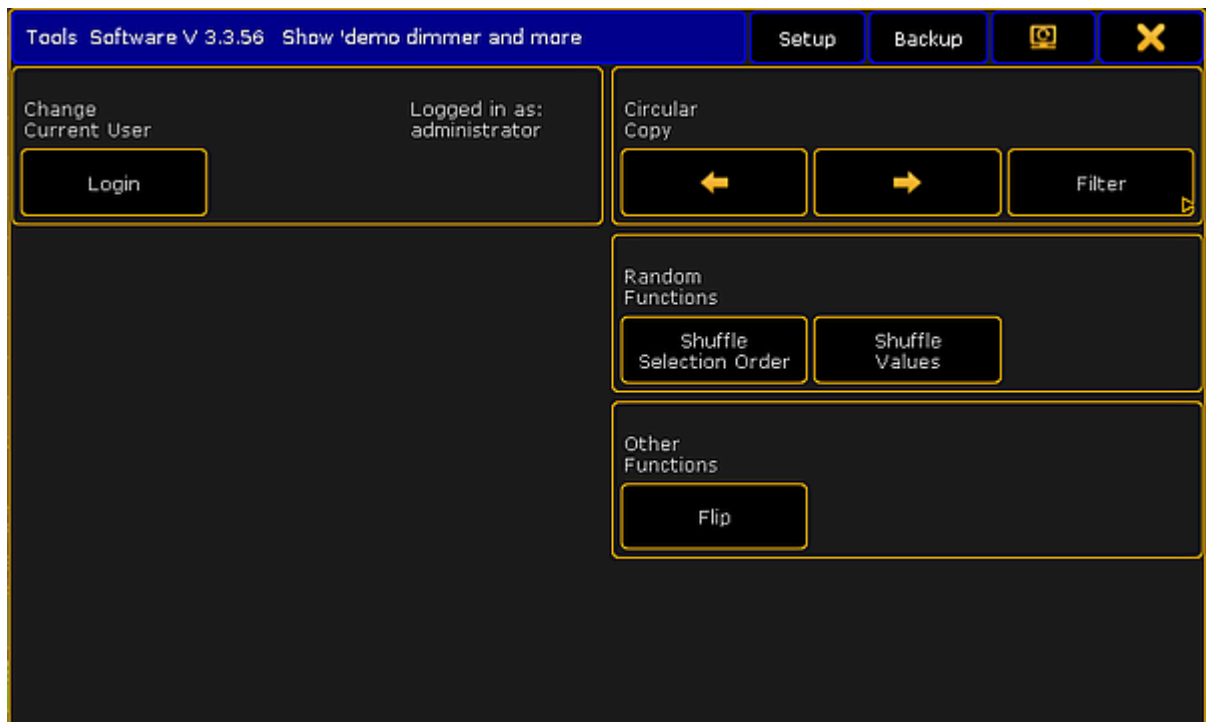 Tools Software V 3.3.56 Show 'demo dimmer and more
Setup
Backup
Change
Current User
Logged in as:
administrator
Login
Circular
Copy
Filter
Random
Functions
Shuffle
Selection Order
Shuffle
Values
Other
Functions
Flip